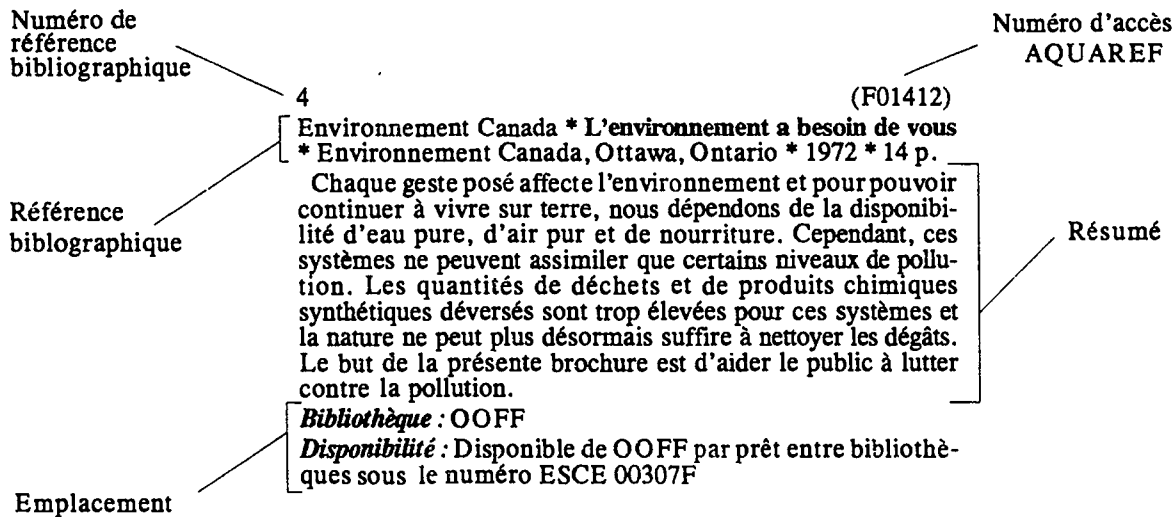 Numéro de
référence
bibliographique
Numéro d'accès
AQUAREF
4 (F01412)
Environnement Canada * L'environnement a besoin de vous
* Environnement Canada, Ottawa, Ontario * 1972 * 14 p.
Référence
biblographique
Chaque geste posé affecte l'environnement et pour pouvoir
continuer à vivre sur terre, nous dépendons de la disponibi-
lité d'eau pure, d'air pur et de nourriture. Cependant, ces
systèmes ne peuvent assimiler que certains niveaux de pollu-
tion. Les quantités de déchets et de produits chimiques
synthétiques déversés sont trop élevées pour ces systèmes et
la nature ne peut plus désormais suffire à nettoyer les dégâts.
Le but de la présente brochure est d'aider le public à lutter
contre la pollution.
Résumé
Bibliothèque : OOFF
Disponibilité : Disponible de OOFF par prêt entre bibliothè-
ques sous le numéro ESCE 00307F
Emplacement